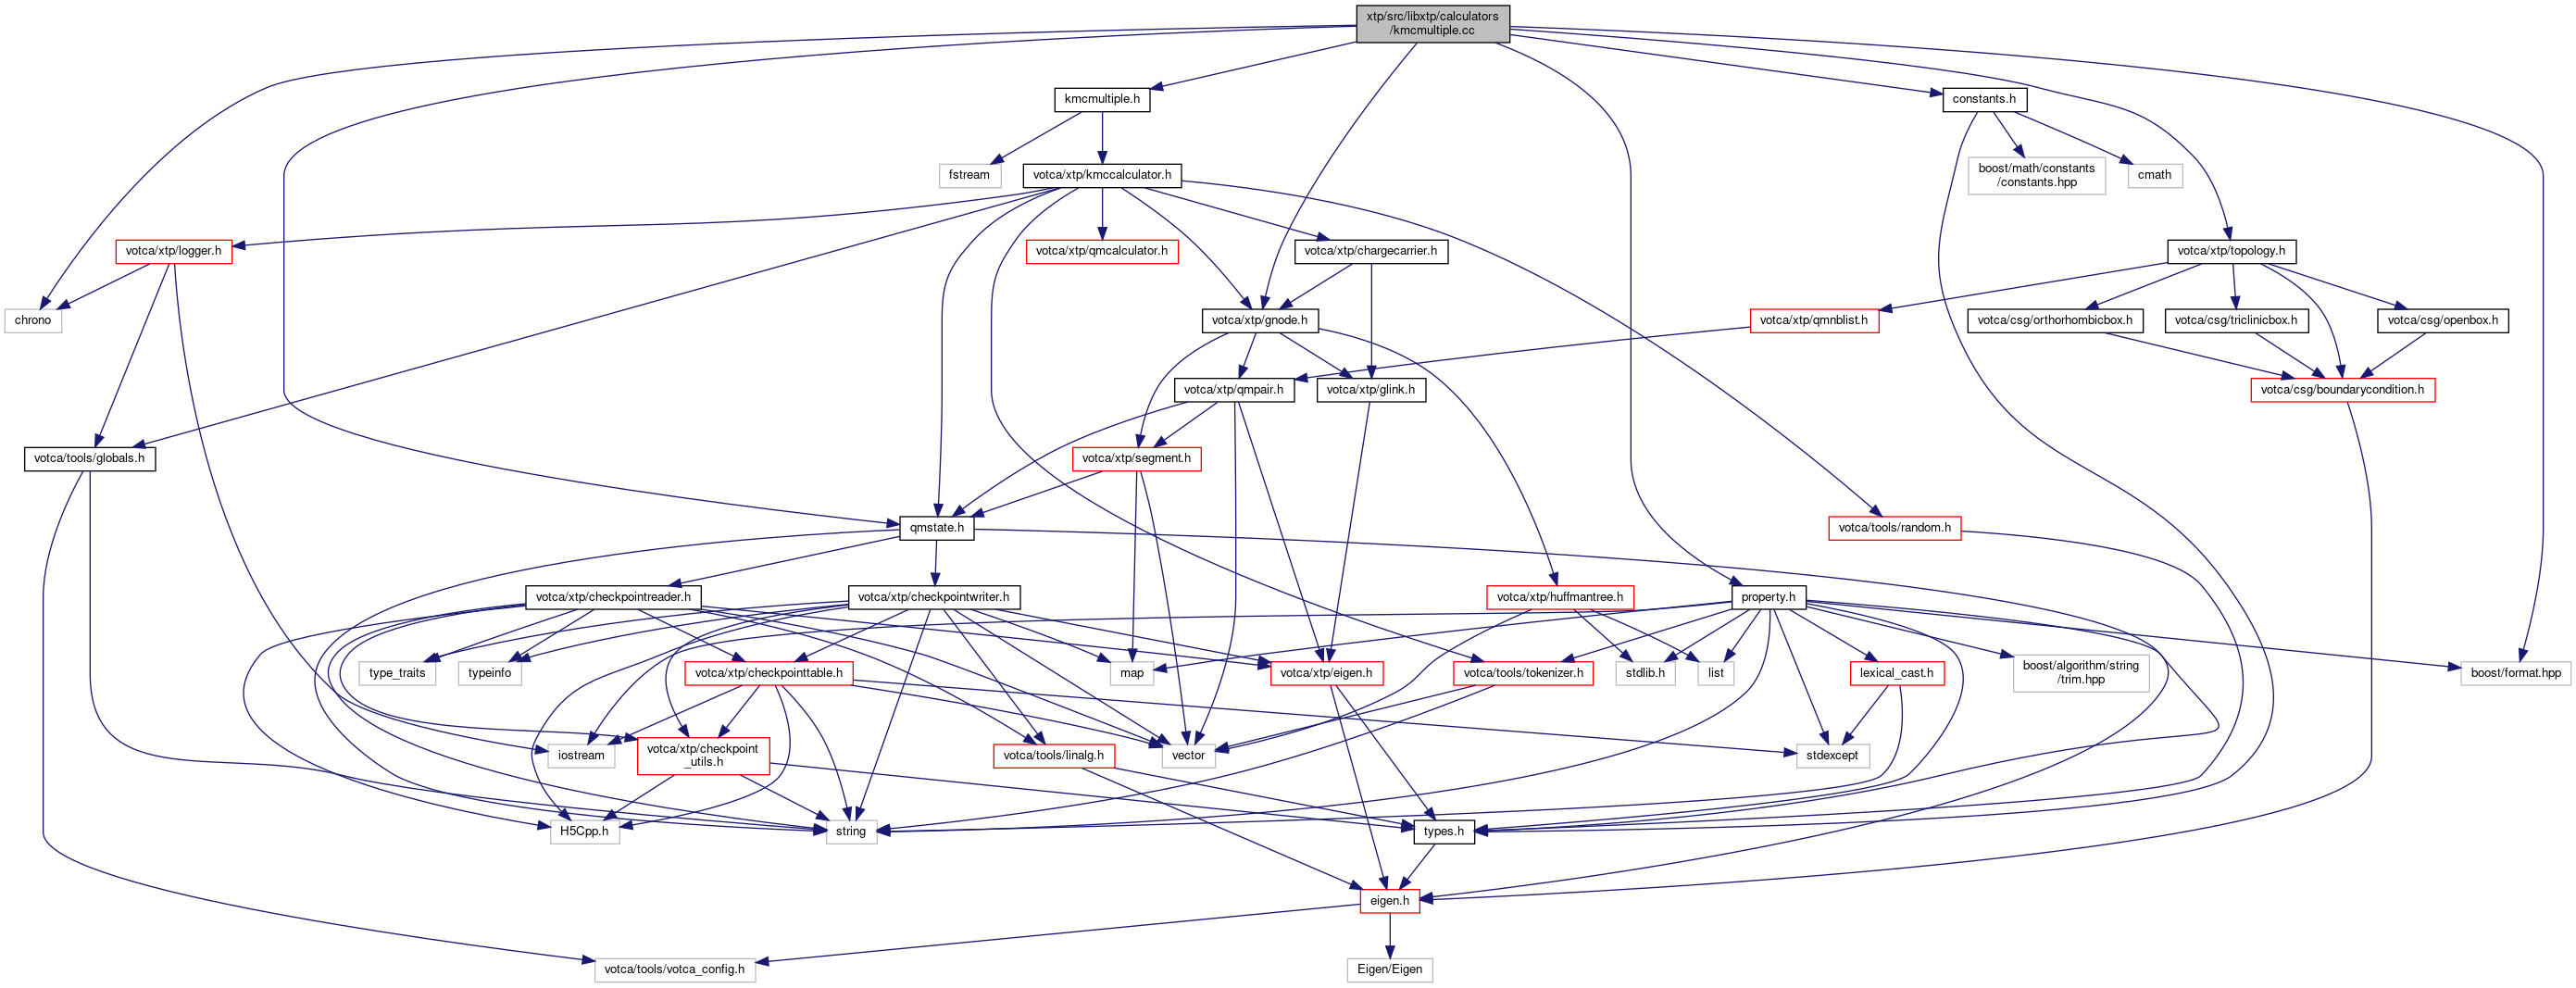 xtp/src/libxtp/calculators
/kmcmultiple.cc
kmcmultiple.h
constants.h
fstream
votca/xtp/kmccalculator.h
boost/math/constants
/constants.hpp
cmath
votca/xtp/logger.h
votca/xtp/qmcalculator.h
votca/xtp/chargecarrier.h
votca/xtp/topology.h
chrono
votca/xtp/gnode.h
votca/xtp/qmnblist.h
votca/csg/orthorhombicbox.h
votca/csg/triclinicbox.h
votca/csg/openbox.h
votca/xtp/qmpair.h
votca/xtp/glink.h
votca/csg/boundarycondition.h
votca/tools/globals.h
votca/xtp/segment.h
qmstate.h
votca/tools/random.h
votca/xtp/checkpointreader.h
votca/xtp/checkpointwriter.h
votca/xtp/huffmantree.h
property.h
type_traits
typeinfo
votca/xtp/checkpointtable.h
map
votca/xtp/eigen.h
votca/tools/tokenizer.h
stdlib.h
list
lexical_cast.h
boost/algorithm/string
/trim.hpp
boost/format.hpp
iostream
votca/xtp/checkpoint
_utils.h
votca/tools/linalg.h
vector
stdexcept
H5Cpp.h
string
types.h
eigen.h
votca/tools/votca_config.h
Eigen/Eigen